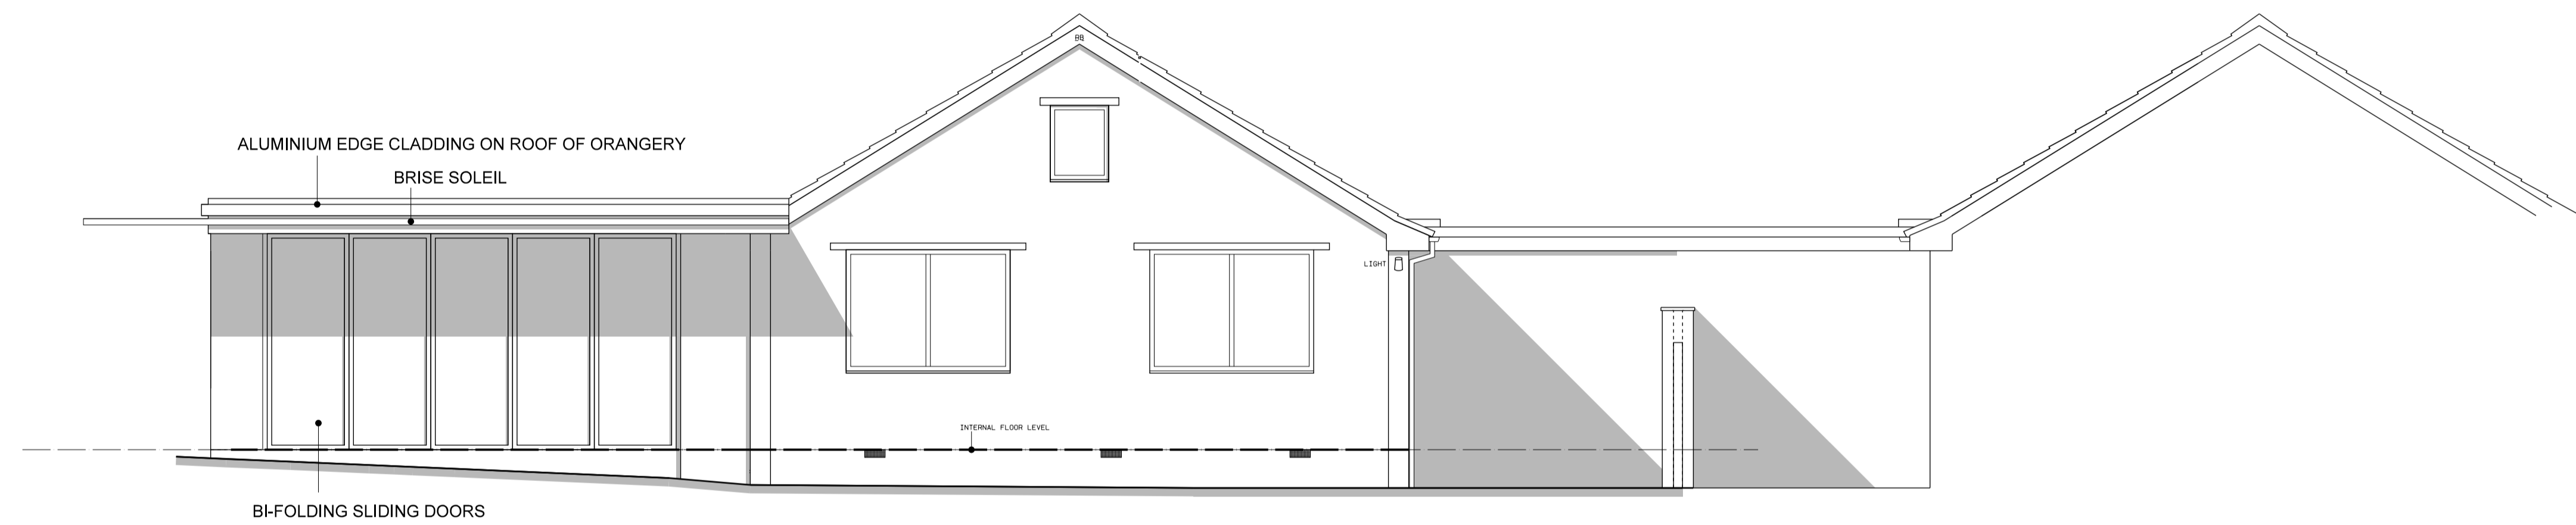 BB
ALUMINIUM EDGE CLADDING ON ROOF OF ORANGERY
BRISE SOLEIL
LIGHT
INTERNAL FLOOR LEVEL
BI-FOLDING SLIDING DOORS